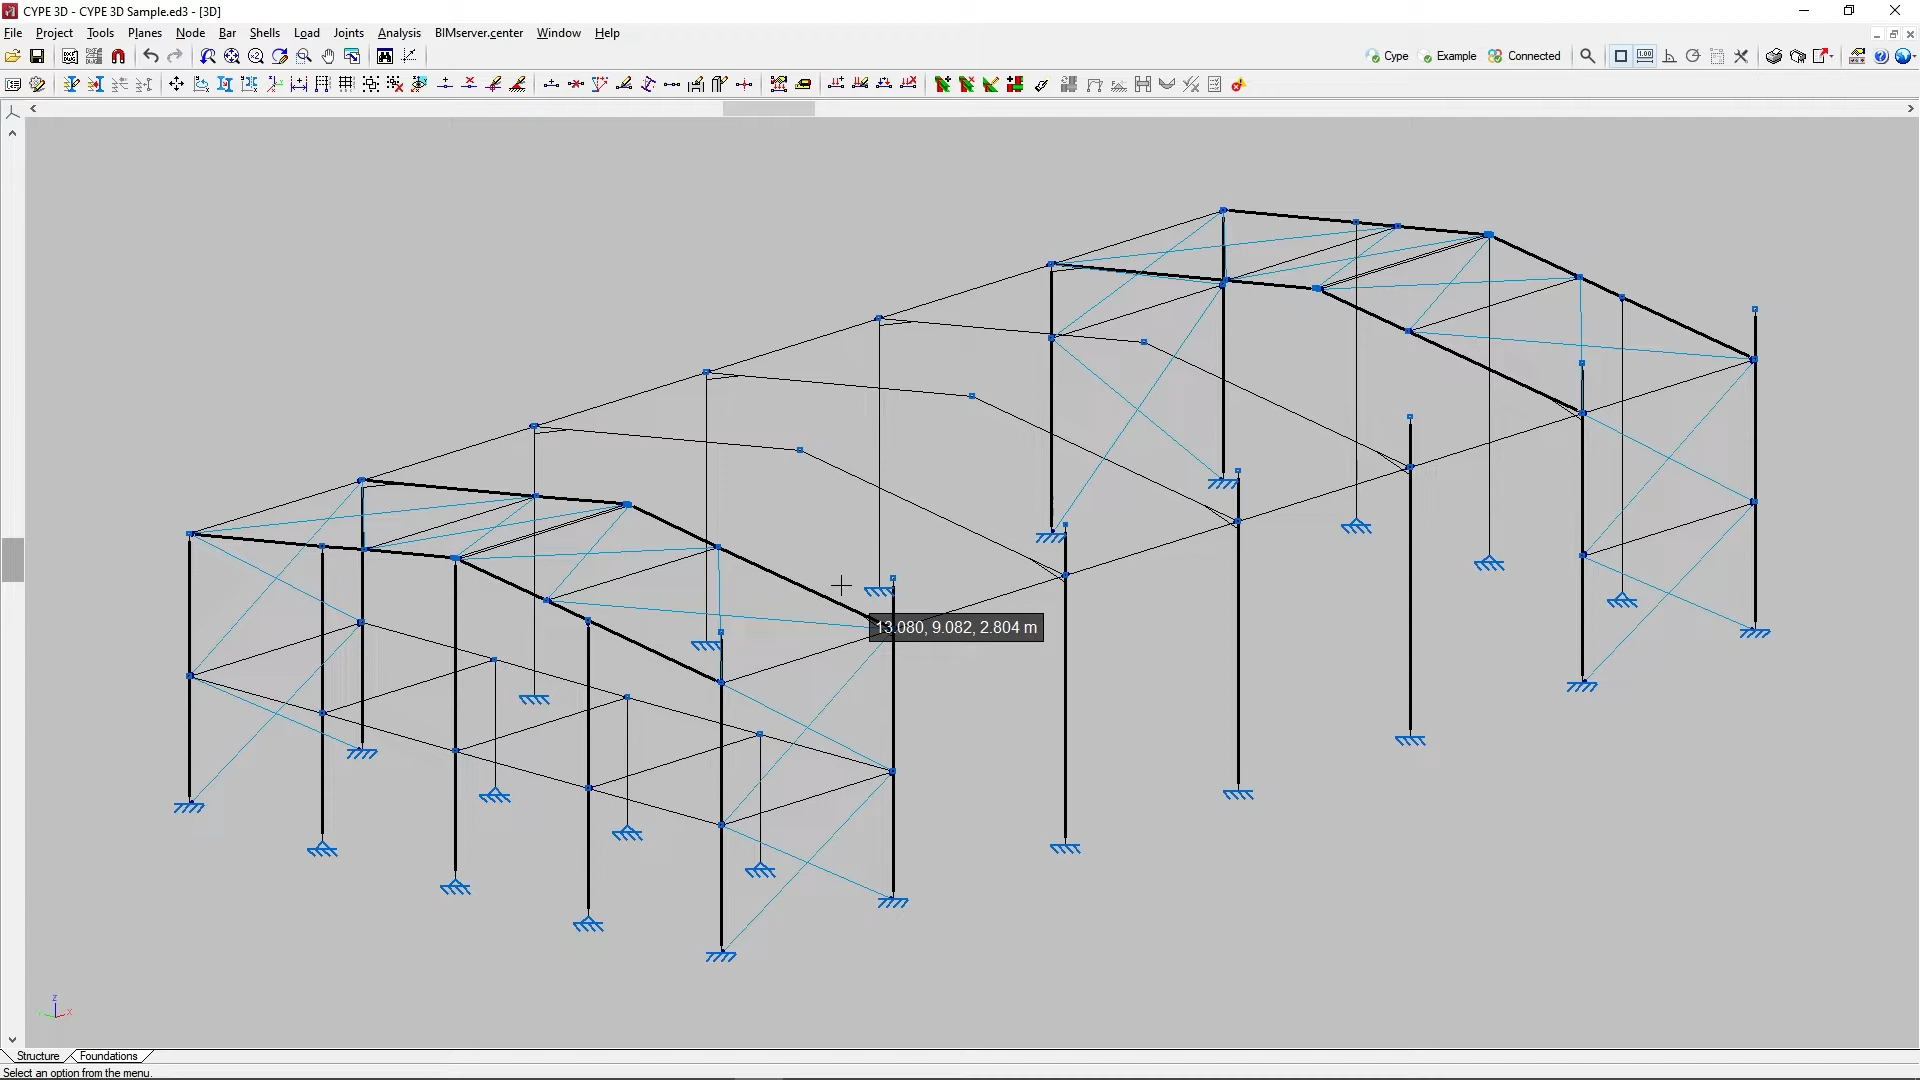 CYPE 3D - CYPE 3D Sample.ed3 - [3D]
File Project Tools Planes Node Bar Shells Load Joints Analysis BIMserver.center Window Help
Cype Example Connected
13.080, 9.082, 2.804 m
Z
Y X
Structure Foundations
Select an option from the menu.